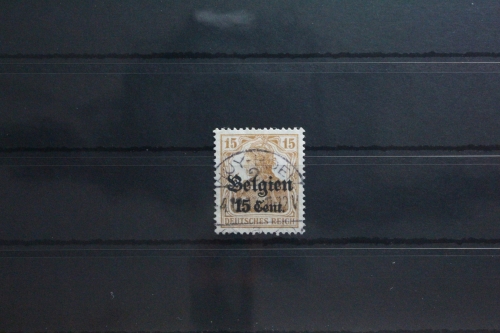 15 15
Belgien
15 Cent.
DEUTSCHES REICH